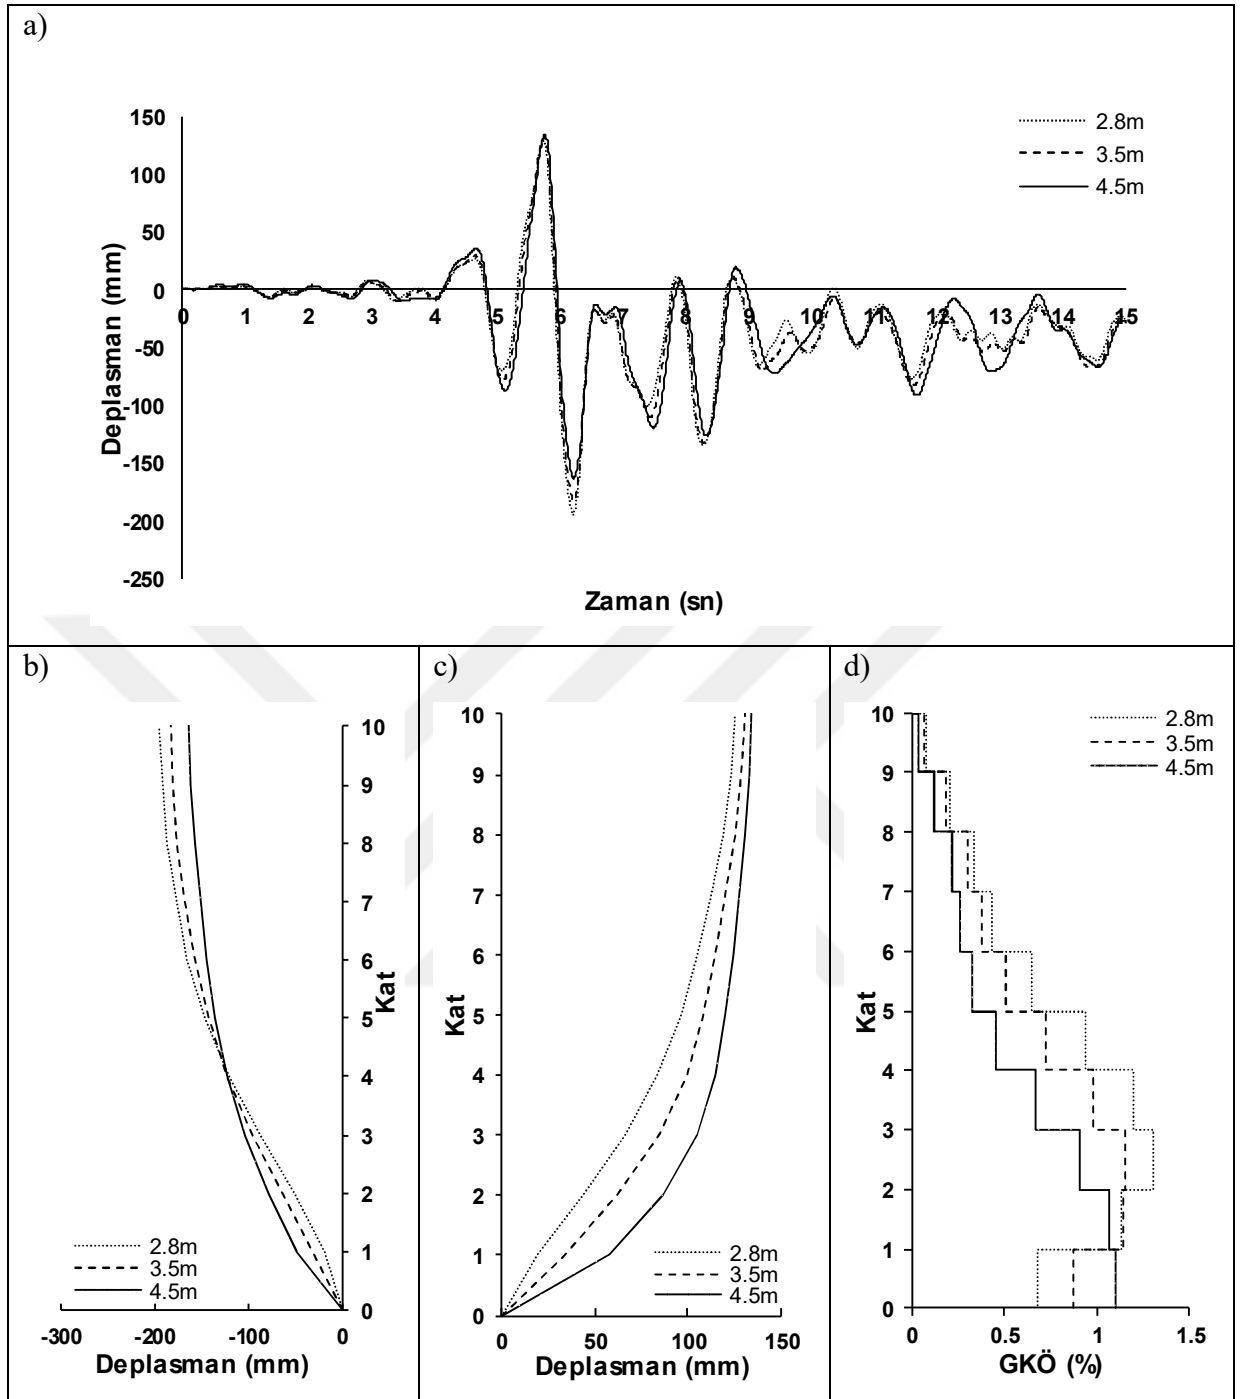 a)
150
100
50
0
-50
-100
-150
-200
-250
0 1 2 3 4 5 6 7 8 9 10 11 12 13 14 15
Deplasman (mm)
Zaman (sn)
2.8m
3.5m
4.5m
b)
10
9
8
7
6
5
4
3
2
1
0
Kat
2.8m
3.5m
4.5m
-300 -200 -100 0
Deplasman (mm)
c)
10
9
8
7
6
5
4
3
2
1
0
Kat
2.8m
3.5m
4.5m
0 50 100 150
Deplasman (mm)
d)
10
9
8
7
6
5
4
3
2
1
0
Kat
2.8m
3.5m
4.5m
0 0.5 1 1.5
GKÖ (%)